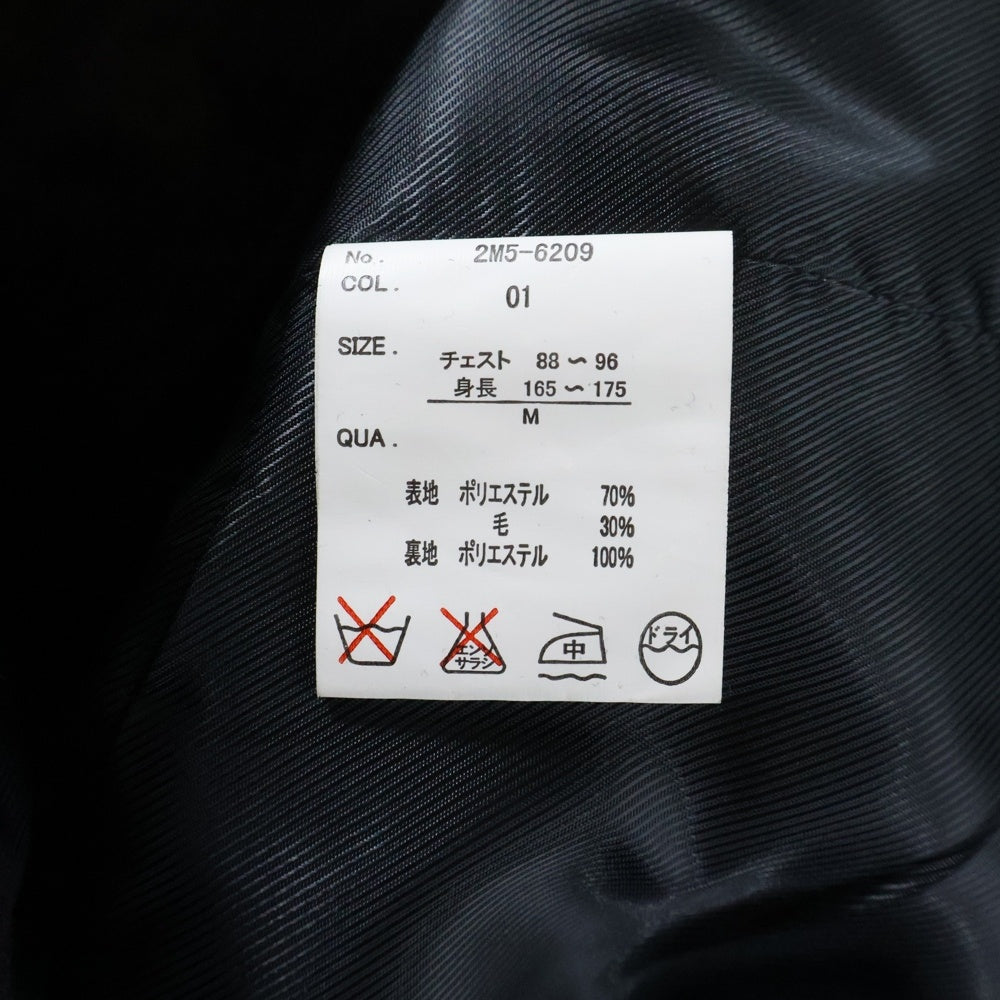 No. 2M5-6209
COL. 01
SIZE.
チェスト 88 〜 96
身長 165 〜 175
M
QUA.
表地 ポリエステル 70%
毛 30%
裏地 ポリエステル 100%
エンソ
サラシ
中
ドライ